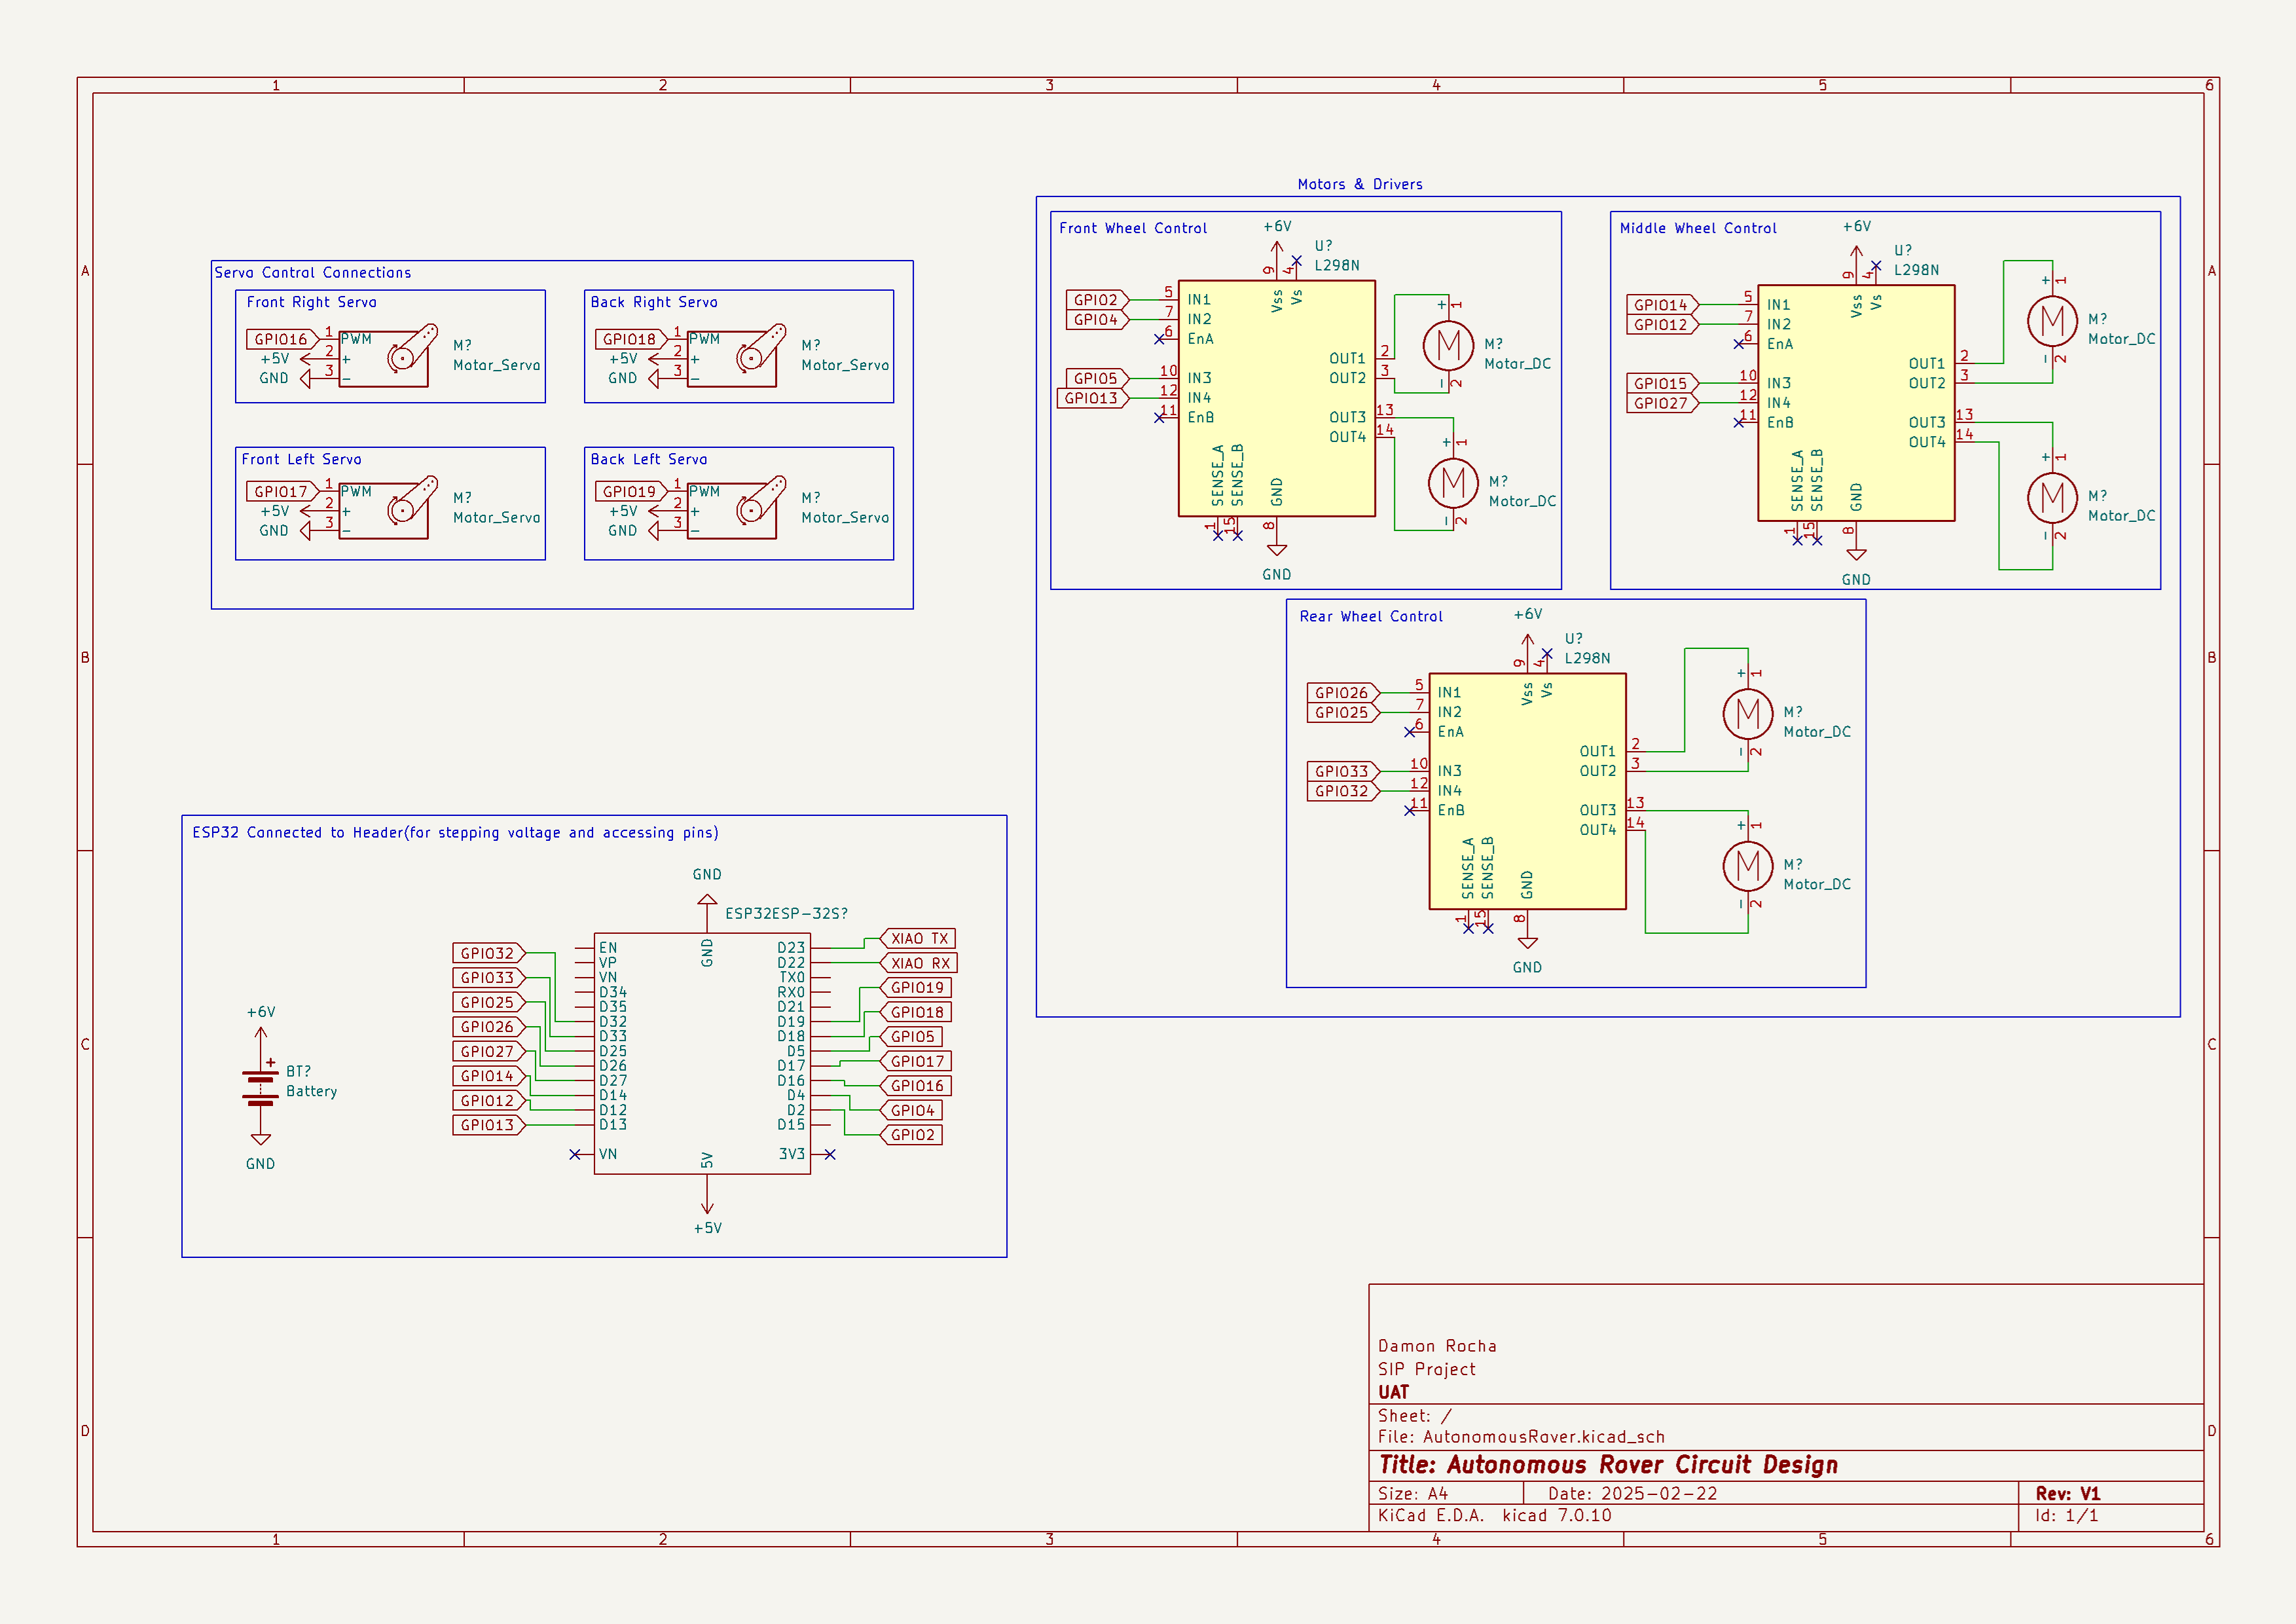 1 2 3 4 5 6
A
B
C
D
Servo Control Connections
Front Right Servo
GPIO16 1 PWM
+5V 2 +
GND 3 −
M?
Motor_Servo
Back Right Servo
GPIO18 1 PWM
+5V 2 +
GND 3 −
M?
Motor_Servo
Front Left Servo
GPIO17 1 PWM
+5V 2 +
GND 3 −
M?
Motor_Servo
Back Left Servo
GPIO19 1 PWM
+5V 2 +
GND 3 −
M?
Motor_Servo
Motors & Drivers
Front Wheel Control
+6V
U?
L298N
9 Vss
4 Vs
GPIO2 5 IN1
GPIO4 7 IN2
6 EnA
GPIO5 10 IN3
GPIO13 12 IN4
11 EnB
OUT1 2
OUT2 3
OUT3 13
OUT4 14
SENSE_A 1
SENSE_B 15
GND 8
GND
+ 1
M
M?
Motor_DC
− 2
+ 1
M
M?
Motor_DC
− 2
Middle Wheel Control
+6V
U?
L298N
9 Vss
4 Vs
GPIO14 5 IN1
GPIO12 7 IN2
6 EnA
GPIO15 10 IN3
GPIO27 12 IN4
11 EnB
OUT1 2
OUT2 3
OUT3 13
OUT4 14
SENSE_A 1
SENSE_B 15
GND 8
GND
+ 1
M
M?
Motor_DC
− 2
+ 1
M
M?
Motor_DC
− 2
Rear Wheel Control
+6V
U?
L298N
9 Vss
4 Vs
GPIO26 5 IN1
GPIO25 7 IN2
6 EnA
GPIO33 10 IN3
GPIO32 12 IN4
11 EnB
OUT1 2
OUT2 3
OUT3 13
OUT4 14
SENSE_A 1
SENSE_B 15
GND 8
GND
+ 1
M
M?
Motor_DC
− 2
+ 1
M
M?
Motor_DC
− 2
ESP32 Connected to Header(for stepping voltage and accessing pins)
+6V
+
BT?
Battery
GND
GND
ESP32ESP-32S?
GND
GPIO32
GPIO33
GPIO25
GPIO26
GPIO27
GPIO14
GPIO12
GPIO13
EN
VP
VN
D34
D35
D32
D33
D25
D26
D27
D14
D12
D13
VN
D23
D22
TX0
RX0
D21
D19
D18
D5
D17
D16
D4
D2
D15
3V3
XIAO TX
XIAO RX
GPIO19
GPIO18
GPIO5
GPIO17
GPIO16
GPIO4
GPIO2
5V
+5V
Damon Rocha
SIP Project
UAT
Sheet: /
File: AutonomousRover.kicad_sch
Title: Autonomous Rover Circuit Design
Size: A4 Date: 2025-02-22 Rev: V1
KiCad E.D.A. kicad 7.0.10 Id: 1/1
A
B
C
D
1 2 3 4 5 6